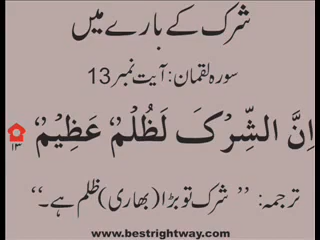 شرک کے بارے میں
سورہ لقمان: آیت نمبر 13
اِنَّ الشِّرْکَ لَظُلْمٌ عَظِیْمٌ ۱۳
ترجمہ: ’’ شرک تو بڑا (بھاری) ظلم ہے۔‘‘
www.bestrightway.com